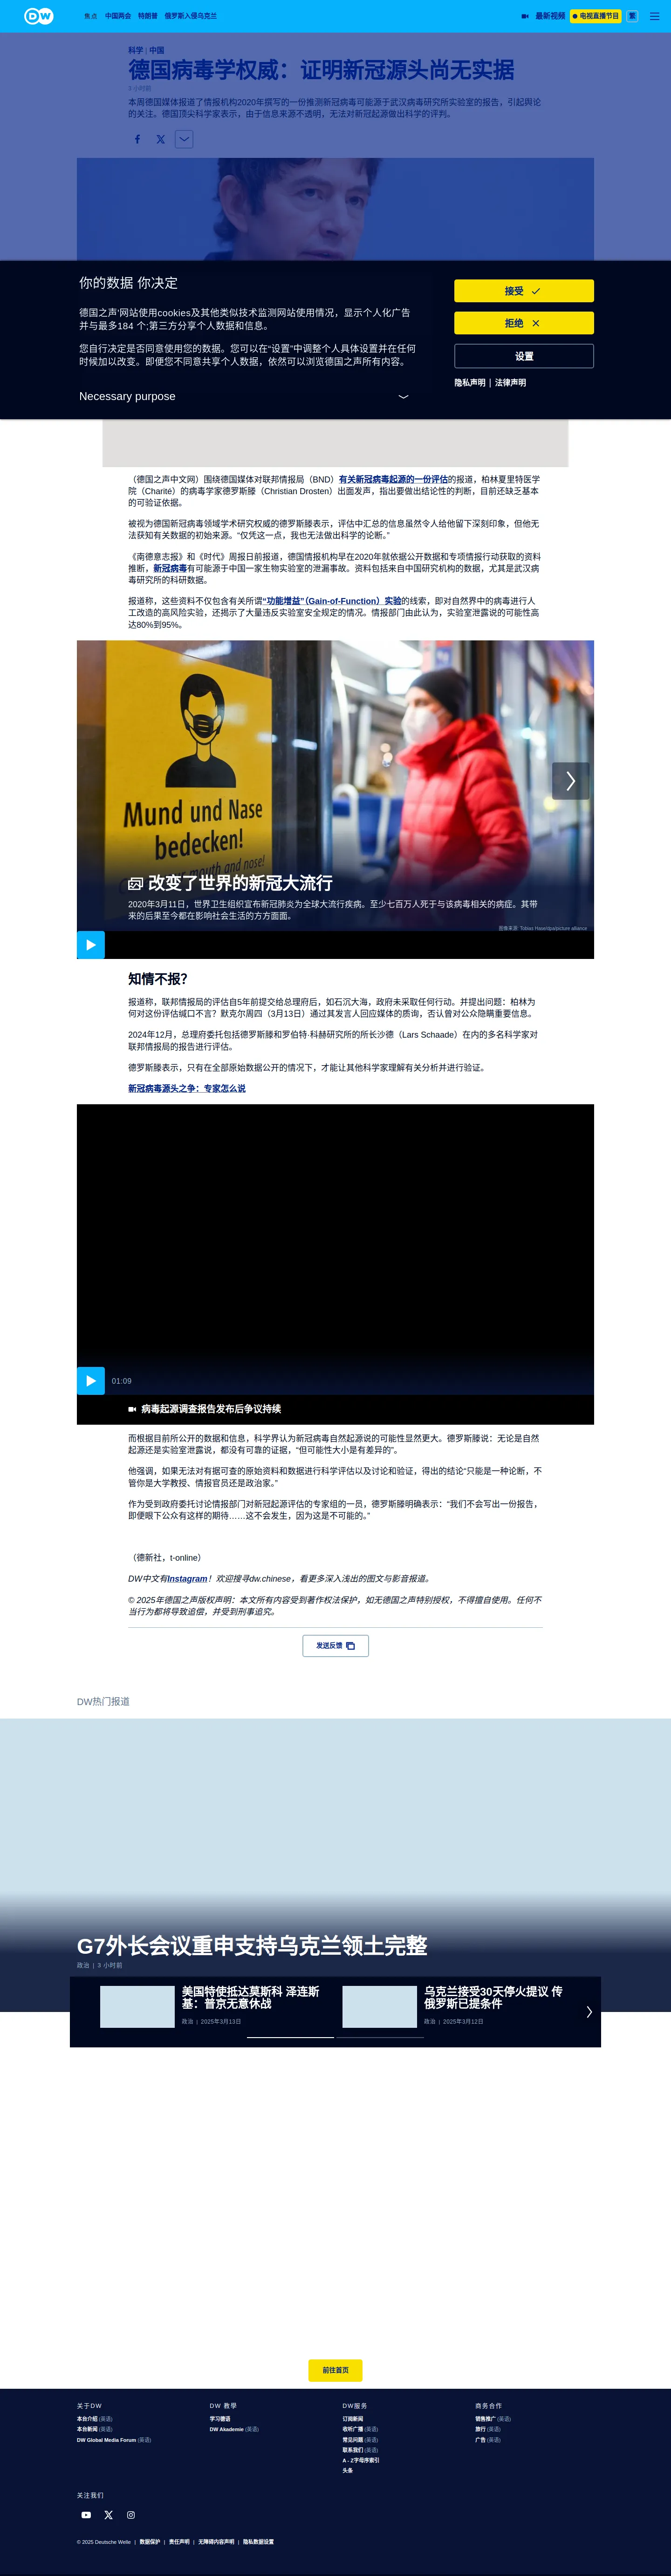 DW
焦点 中国两会 特朗普 俄罗斯入侵乌克兰
最新视频 电视直播节目 繁
科学 | 中国
德国病毒学权威：证明新冠源头尚无实据
3 小时前
本周德国媒体报道了情报机构2020年撰写的一份推测新冠病毒可能源于武汉病毒研究所实验室的报告，引起舆论
的关注。德国顶尖科学家表示，由于信息来源不透明，无法对新冠起源做出科学的评判。
你的数据 你决定
德国之声'网站使用cookies及其他类似技术监测网站使用情况，显示个人化广告
并与最多184 个;第三方分享个人数据和信息。
您自行决定是否同意使用您的数据。您可以在“设置”中调整个人具体设置并在任何
时候加以改变。即便您不同意共享个人数据，依然可以浏览德国之声所有内容。
Necessary purpose
接受
拒绝
设置
隐私声明 | 法律声明
（德国之声中文网）围绕德国媒体对联邦情报局（BND）有关新冠病毒起源的一份评估的报道，柏林夏里特医学
院（Charité）的病毒学家德罗斯滕（Christian Drosten）出面发声，指出要做出结论性的判断，目前还缺乏基本
的可验证依据。
被视为德国新冠病毒领域学术研究权威的德罗斯滕表示，评估中汇总的信息虽然令人给他留下深刻印象，但他无
法获知有关数据的初始来源。“仅凭这一点，我也无法做出科学的论断。”
《南德意志报》和《时代》周报日前报道，德国情报机构早在2020年就依据公开数据和专项情报行动获取的资料
推断，新冠病毒有可能源于中国一家生物实验室的泄漏事故。资料包括来自中国研究机构的数据，尤其是武汉病
毒研究所的科研数据。
报道称，这些资料不仅包含有关所谓“功能增益”（Gain-of-Function）实验的线索，即对自然界中的病毒进行人
工改造的高风险实验，还揭示了大量违反实验室安全规定的情况。情报部门由此认为，实验室泄露说的可能性高
达80%到95%。
Mund und Nase
bedecken!
mouth and nose!
改变了世界的新冠大流行
2020年3月11日，世界卫生组织宣布新冠肺炎为全球大流行疾病。至少七百万人死于与该病毒相关的病症。其带
来的后果至今都在影响社会生活的方方面面。
图像来源: Tobias Hase/dpa/picture alliance
知情不报？
报道称，联邦情报局的评估自5年前提交给总理府后，如石沉大海，政府未采取任何行动。并提出问题：柏林为
何对这份评估缄口不言？默克尔周四（3月13日）通过其发言人回应媒体的质询，否认曾对公众隐瞒重要信息。
2024年12月，总理府委托包括德罗斯滕和罗伯特·科赫研究所的所长沙德（Lars Schaade）在内的多名科学家对
联邦情报局的报告进行评估。
德罗斯滕表示，只有在全部原始数据公开的情况下，才能让其他科学家理解有关分析并进行验证。
新冠病毒源头之争：专家怎么说
01:09
病毒起源调查报告发布后争议持续
而根据目前所公开的数据和信息，科学界认为新冠病毒自然起源说的可能性显然更大。德罗斯滕说：无论是自然
起源还是实验室泄露说，都没有可靠的证据，“但可能性大小是有差异的”。
他强调，如果无法对有据可查的原始资料和数据进行科学评估以及讨论和验证，得出的结论“只能是一种论断，不
管你是大学教授、情报官员还是政治家。”
作为受到政府委托讨论情报部门对新冠起源评估的专家组的一员，德罗斯滕明确表示：“我们不会写出一份报告，
即便眼下公众有这样的期待……这不会发生，因为这是不可能的。”
（德新社，t-online）
DW中文有Instagram！欢迎搜寻dw.chinese，看更多深入浅出的图文与影音报道。
© 2025年德国之声版权声明：本文所有内容受到著作权法保护，如无德国之声特别授权，不得擅自使用。任何不
当行为都将导致追偿，并受到刑事追究。
发送反馈
DW热门报道
G7外长会议重申支持乌克兰领土完整
政治 | 3 小时前
美国特使抵达莫斯科 泽连斯
基：普京无意休战
政治 | 2025年3月13日
乌克兰接受30天停火提议 传
俄罗斯已提条件
政治 | 2025年3月12日
前往首页
关于DW
本台介绍 (英语)
本台新闻 (英语)
DW Global Media Forum (英语)
DW 教學
学习德语
DW Akademie (英语)
DW服务
订阅新闻
收听广播 (英语)
常见问题 (英语)
联系我们 (英语)
A - Z字母序索引
头条
商务合作
销售推广 (英语)
旅行 (英语)
广告 (英语)
关注我们
© 2025 Deutsche Welle | 数据保护 | 责任声明 | 无障碍内容声明 | 隐私数据设置